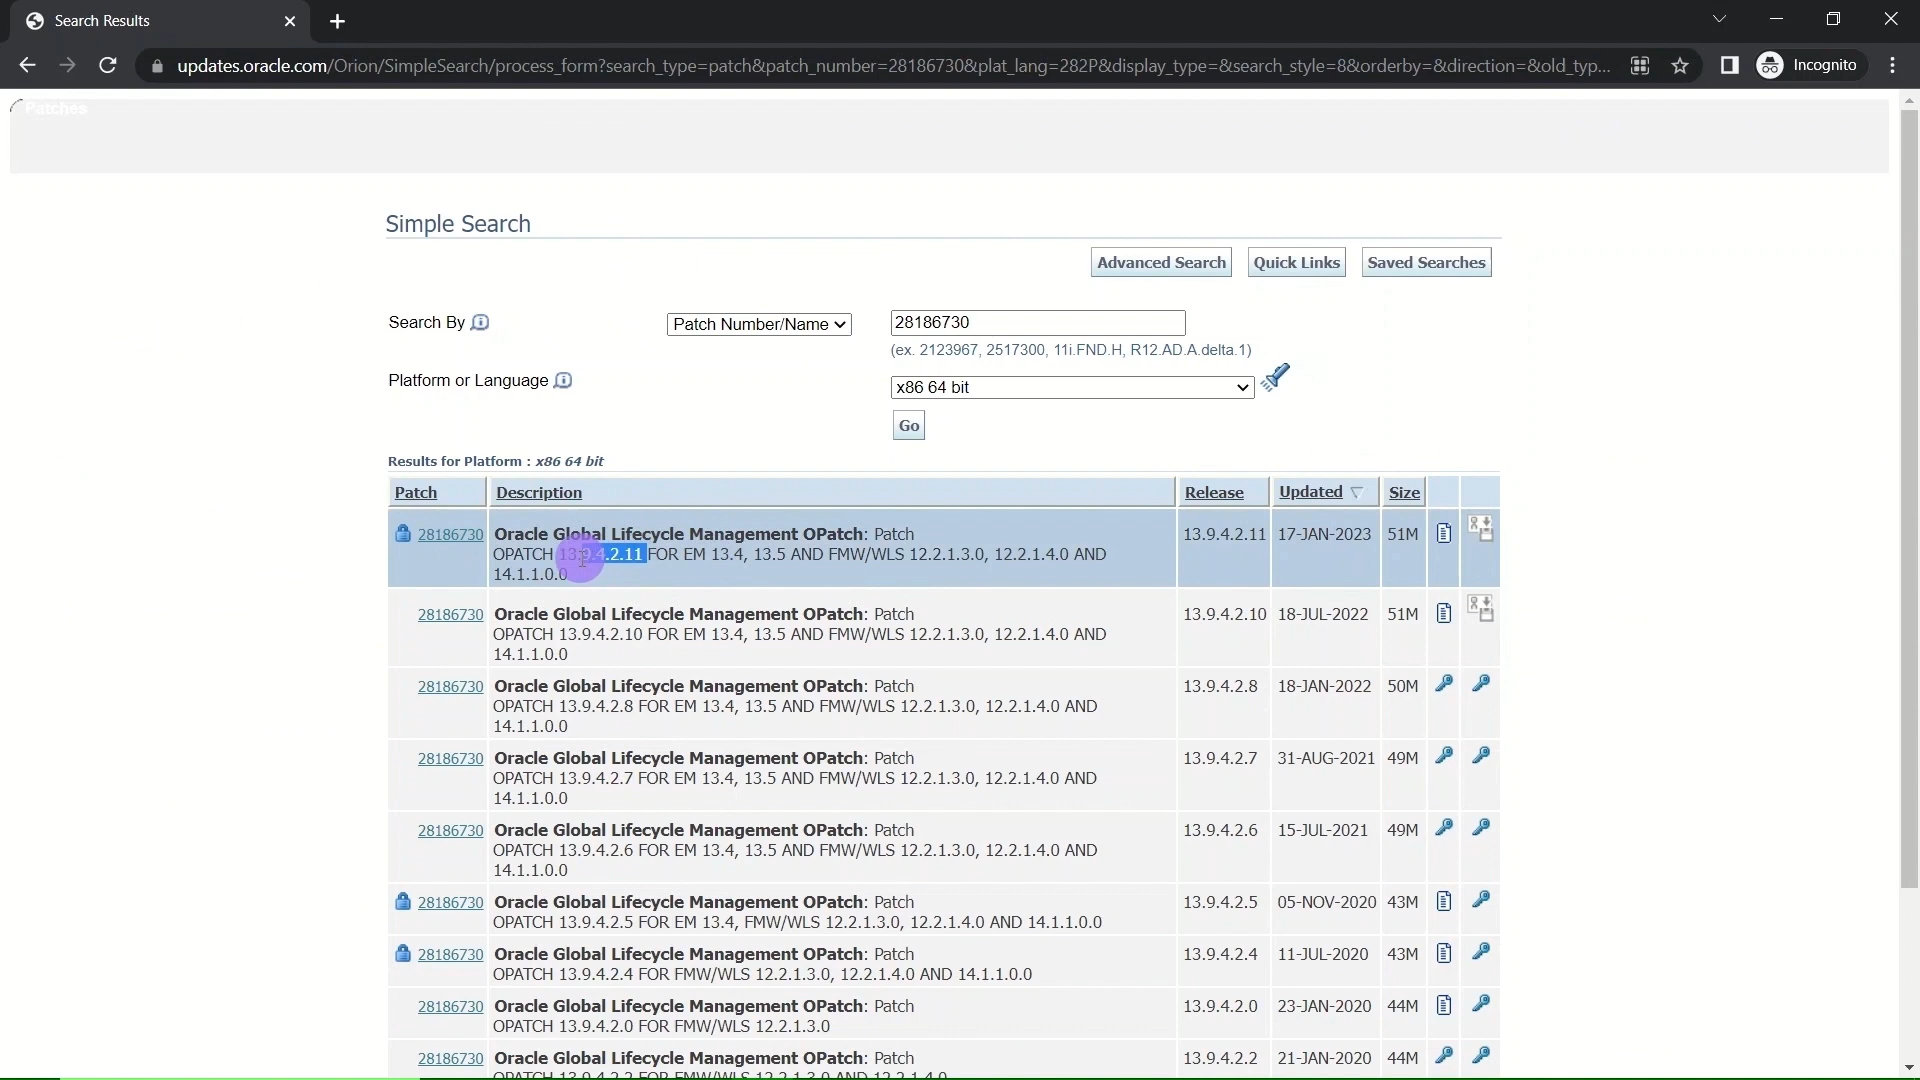 Search Results
updates.oracle.com/Orion/SimpleSearch/process_form?search_type=patch&patch_number=28186730&plat_lang=282P&display_type=&search_style=8&orderby=&direction=&old_typ...
Incognito
Patches
Simple Search
Advanced Search Quick Links Saved Searches
Search By Patch Number/Name 28186730
(ex. 2123967, 2517300, 11i.FND.H, R12.AD.A.delta.1)
Platform or Language x86 64 bit
Go
Results for Platform : x86 64 bit
Patch Description Release Updated Size
28186730 Oracle Global Lifecycle Management OPatch: Patch 13.9.4.2.11 17-JAN-2023 51M
OPATCH 13.9.4.2.11 FOR EM 13.4, 13.5 AND FMW/WLS 12.2.1.3.0, 12.2.1.4.0 AND
14.1.1.0.0
28186730 Oracle Global Lifecycle Management OPatch: Patch 13.9.4.2.10 18-JUL-2022 51M
OPATCH 13.9.4.2.10 FOR EM 13.4, 13.5 AND FMW/WLS 12.2.1.3.0, 12.2.1.4.0 AND
14.1.1.0.0
28186730 Oracle Global Lifecycle Management OPatch: Patch 13.9.4.2.8 18-JAN-2022 50M
OPATCH 13.9.4.2.8 FOR EM 13.4, 13.5 AND FMW/WLS 12.2.1.3.0, 12.2.1.4.0 AND
14.1.1.0.0
28186730 Oracle Global Lifecycle Management OPatch: Patch 13.9.4.2.7 31-AUG-2021 49M
OPATCH 13.9.4.2.7 FOR EM 13.4, 13.5 AND FMW/WLS 12.2.1.3.0, 12.2.1.4.0 AND
14.1.1.0.0
28186730 Oracle Global Lifecycle Management OPatch: Patch 13.9.4.2.6 15-JUL-2021 49M
OPATCH 13.9.4.2.6 FOR EM 13.4, 13.5 AND FMW/WLS 12.2.1.3.0, 12.2.1.4.0 AND
14.1.1.0.0
28186730 Oracle Global Lifecycle Management OPatch: Patch 13.9.4.2.5 05-NOV-2020 43M
OPATCH 13.9.4.2.5 FOR EM 13.4, FMW/WLS 12.2.1.3.0, 12.2.1.4.0 AND 14.1.1.0.0
28186730 Oracle Global Lifecycle Management OPatch: Patch 13.9.4.2.4 11-JUL-2020 43M
OPATCH 13.9.4.2.4 FOR FMW/WLS 12.2.1.3.0, 12.2.1.4.0 AND 14.1.1.0.0
28186730 Oracle Global Lifecycle Management OPatch: Patch 13.9.4.2.0 23-JAN-2020 44M
OPATCH 13.9.4.2.0 FOR FMW/WLS 12.2.1.3.0
28186730 Oracle Global Lifecycle Management OPatch: Patch 13.9.4.2.2 21-JAN-2020 44M
OPATCH 13.9.4.2.2 FOR FMW/WLS 12.2.1.3.0 AND 12.2.1.4.0